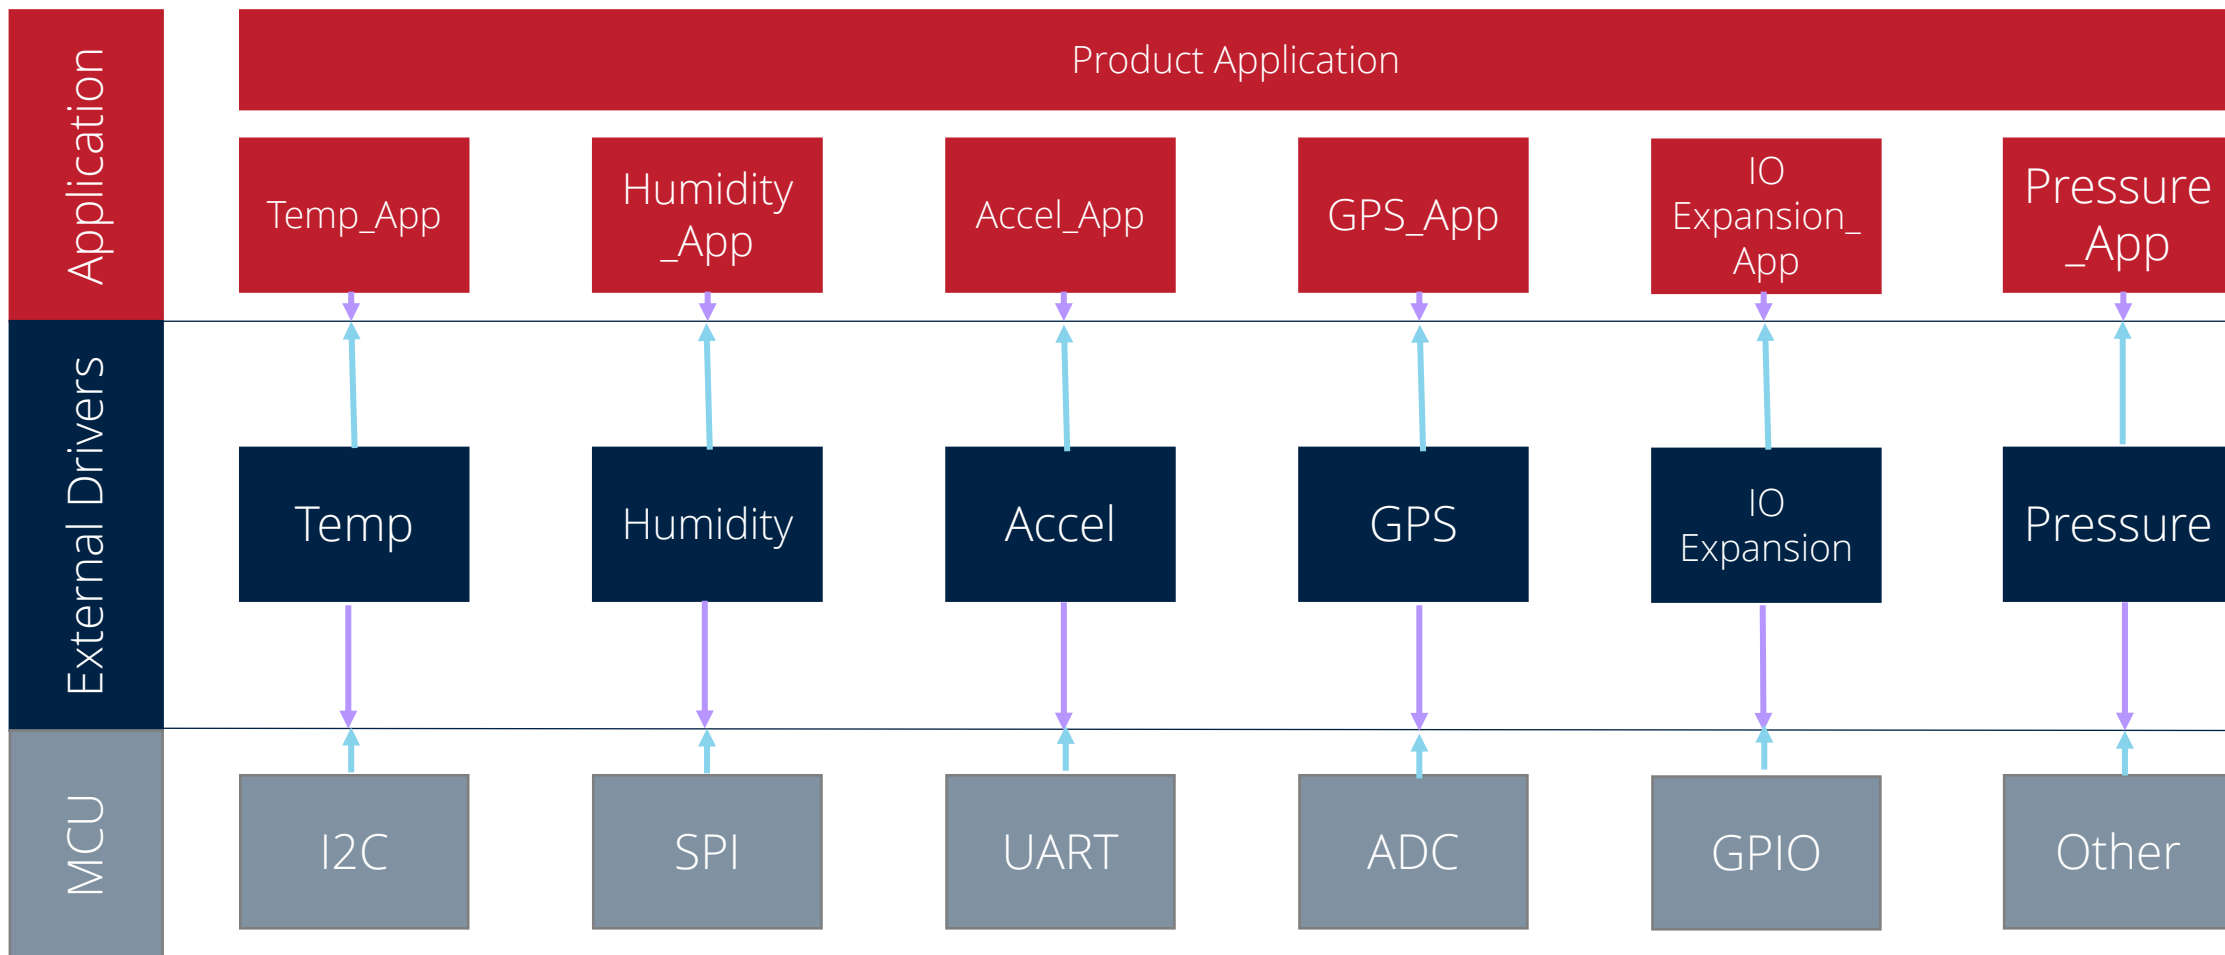 Application
Product Application
Temp_App
Humidity
_App
Accel_App
GPS_App
IO
Expansion_
App
Pressure
_App
External Drivers
Temp
Humidity
Accel
GPS
IO
Expansion
Pressure
MCU
I2C
SPI
UART
ADC
GPIO
Other